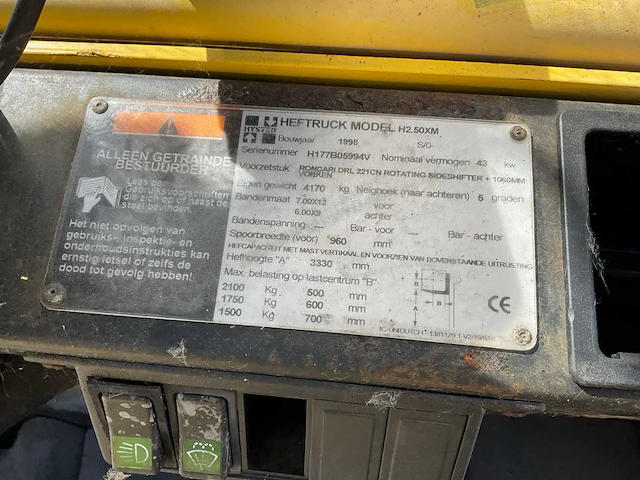 ALLEEN GETRAINDE
BESTUURDER
Lees de
Gebruiksvoorschriften
die zich op of naast de
stoel bevinden.
Het niet opvolgen van
gebruiks-, inspektie- en
onderhoudsinstrukties kan
ernstig letsel of zelfs de
dood tot gevolg hebben!
HYSTER
HEFTRUCK MODEL H2.50XM
Bouwjaar 1998 S/O-
Serienummer H177B05994V Nominaal vermogen 43 kw
Voorzetstuk RONCARI DRL 221CN ROTATING SIDESHIFTER + 1060MM
VORKEN
Eigen gewicht 4170 kg Neighoek (naar achteren) 5 graden
Bandenmaat 7.00X12 voor
6.00X9 achter
Bandenspanning — Bar - voor — Bar - achter
Spoorbreedte (voor) 960 mm
HEFCAPACITEIT MET MAST VERTIKAAL EN VOORZIEN VAN BOVENSTAANDE UITRUSTING
Hefhoogte "A" 3330 mm
Max. belasting op lastcentrum "B"
2100 Kg 500 mm
1750 Kg 600 mm
1500 Kg 700 mm
B
B
A
CE